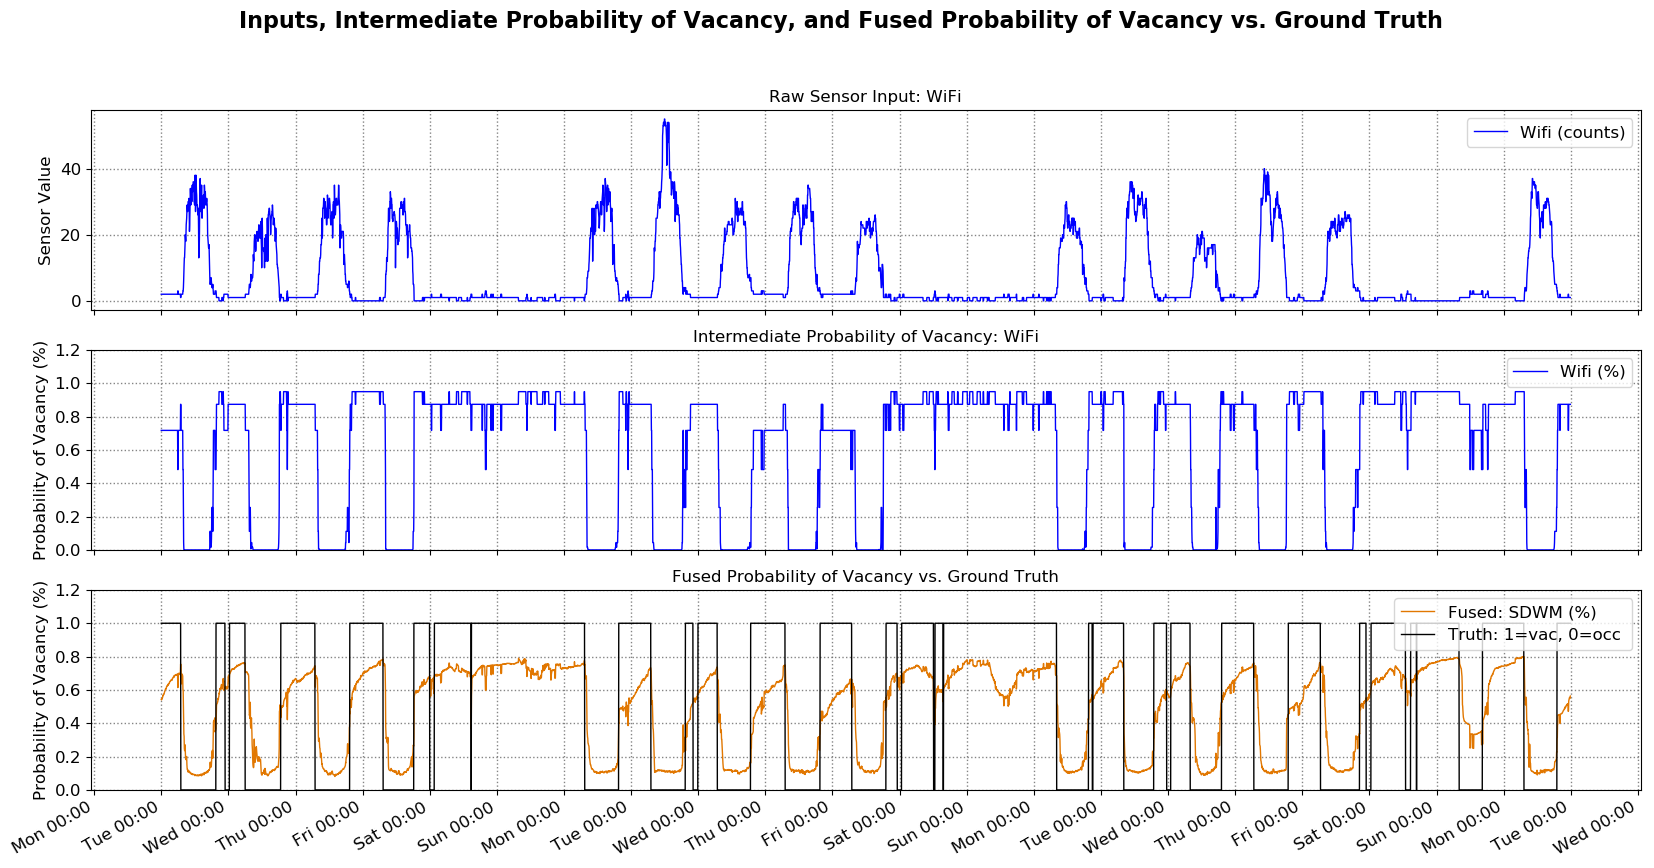 Inputs, Intermediate Probability of Vacancy, and Fused Probability of Vacancy vs. Ground Truth
Raw Sensor Input: WiFi
Sensor Value
40
20
0
Wifi (counts)
Intermediate Probability of Vacancy: WiFi
Probability of Vacancy (%)
1.2
1.0
0.8
0.6
0.4
0.2
0.0
Wifi (%)
Fused Probability of Vacancy vs. Ground Truth
Probability of Vacancy (%)
1.2
1.0
0.8
0.6
0.4
0.2
0.0
Fused: SDWM (%)
Truth: 1=vac, 0=occ
Mon 00:00
Tue 00:00
Wed 00:00
Thu 00:00
Fri 00:00
Sat 00:00
Sun 00:00
Mon 00:00
Tue 00:00
Wed 00:00
Thu 00:00
Fri 00:00
Sat 00:00
Sun 00:00
Mon 00:00
Tue 00:00
Wed 00:00
Thu 00:00
Fri 00:00
Sat 00:00
Sun 00:00
Mon 00:00
Tue 00:00
Wed 00:00